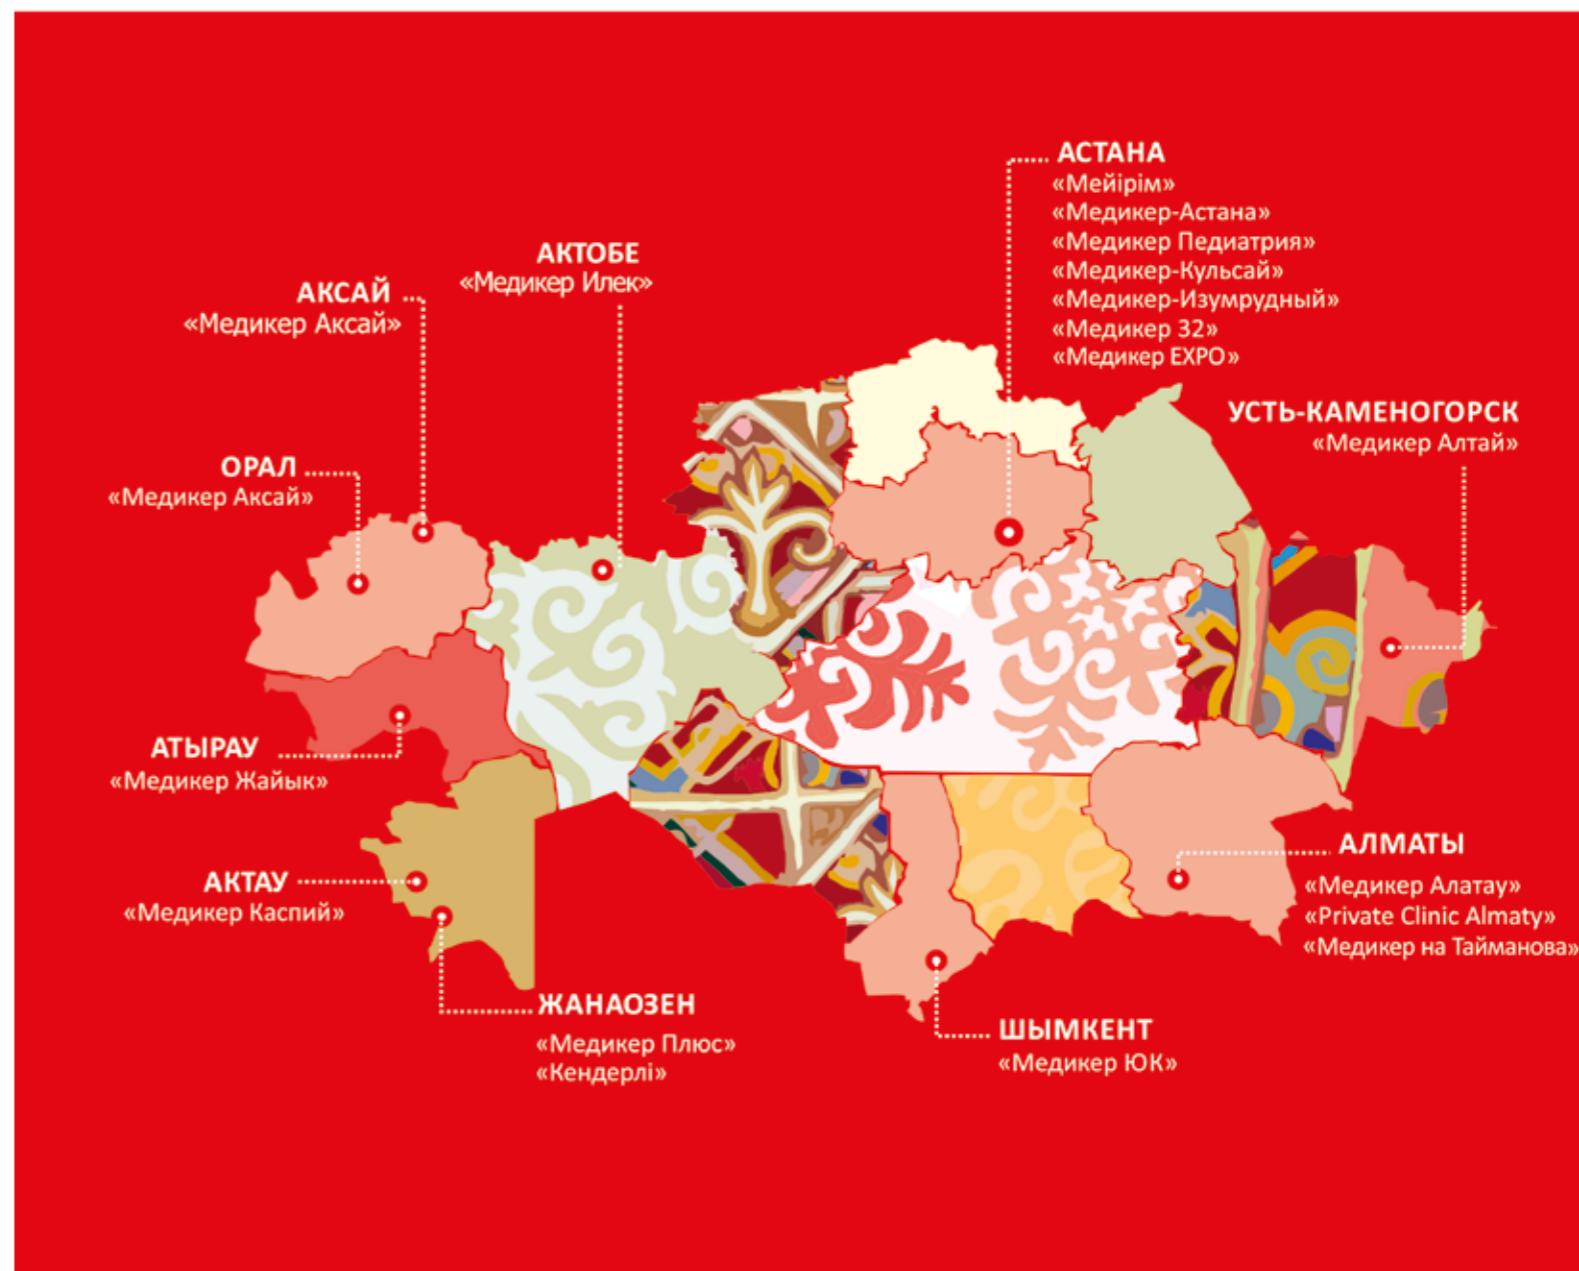 АСТАНА
«Мейірім»
«Медикер-Астана»
«Медикер Педиатрия»
«Медикер-Кульсай»
«Медикер-Изумрудный»
«Медикер 32»
«Медикер EXPO»
АКТОБЕ
«Медикер Илек»
АКСАЙ
«Медикер Аксай»
УСТЬ-КАМЕНОГОРСК
«Медикер Алтай»
ОРАЛ
«Медикер Аксай»
АТЫРАУ
«Медикер Жайык»
АКТАУ
«Медикер Каспий»
АЛМАТЫ
«Медикер Алатау»
«Private Clinic Almaty»
«Медикер на Тайманова»
ЖАНАОЗЕН
«Медикер Плюс»
«Кендерлі»
ШЫМКЕНТ
«Медикер ЮК»